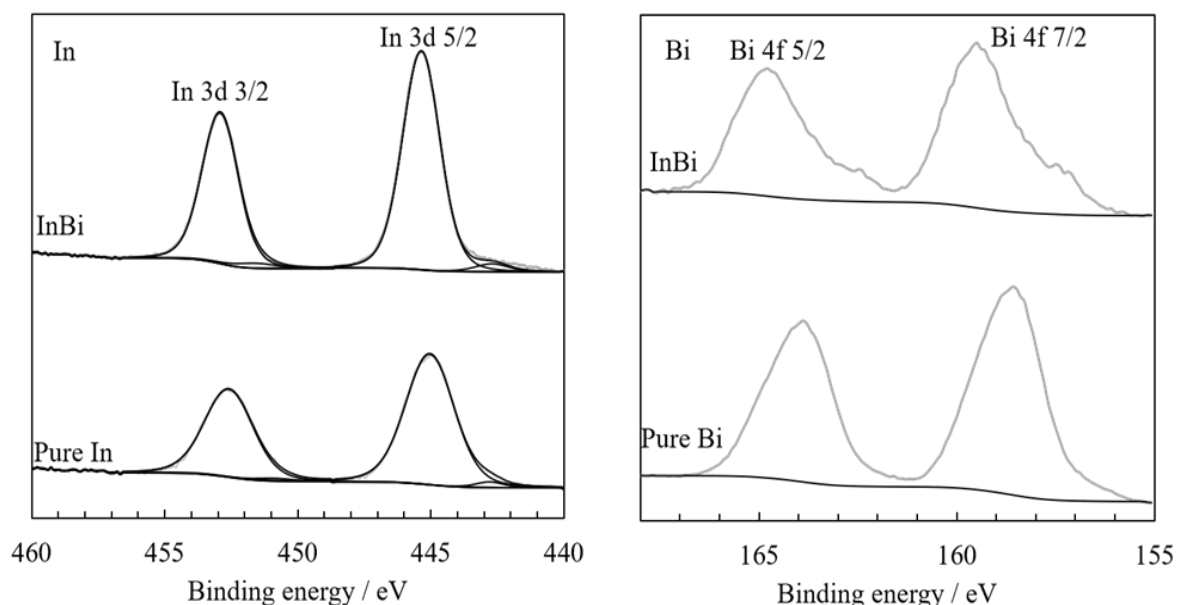 In
In 3d 5/2
In 3d 3/2
InBi
Pure In
460
455
450
445
440
Binding energy / eV
Bi
Bi 4f 5/2
Bi 4f 7/2
InBi
Pure Bi
165
160
155
Binding energy / eV